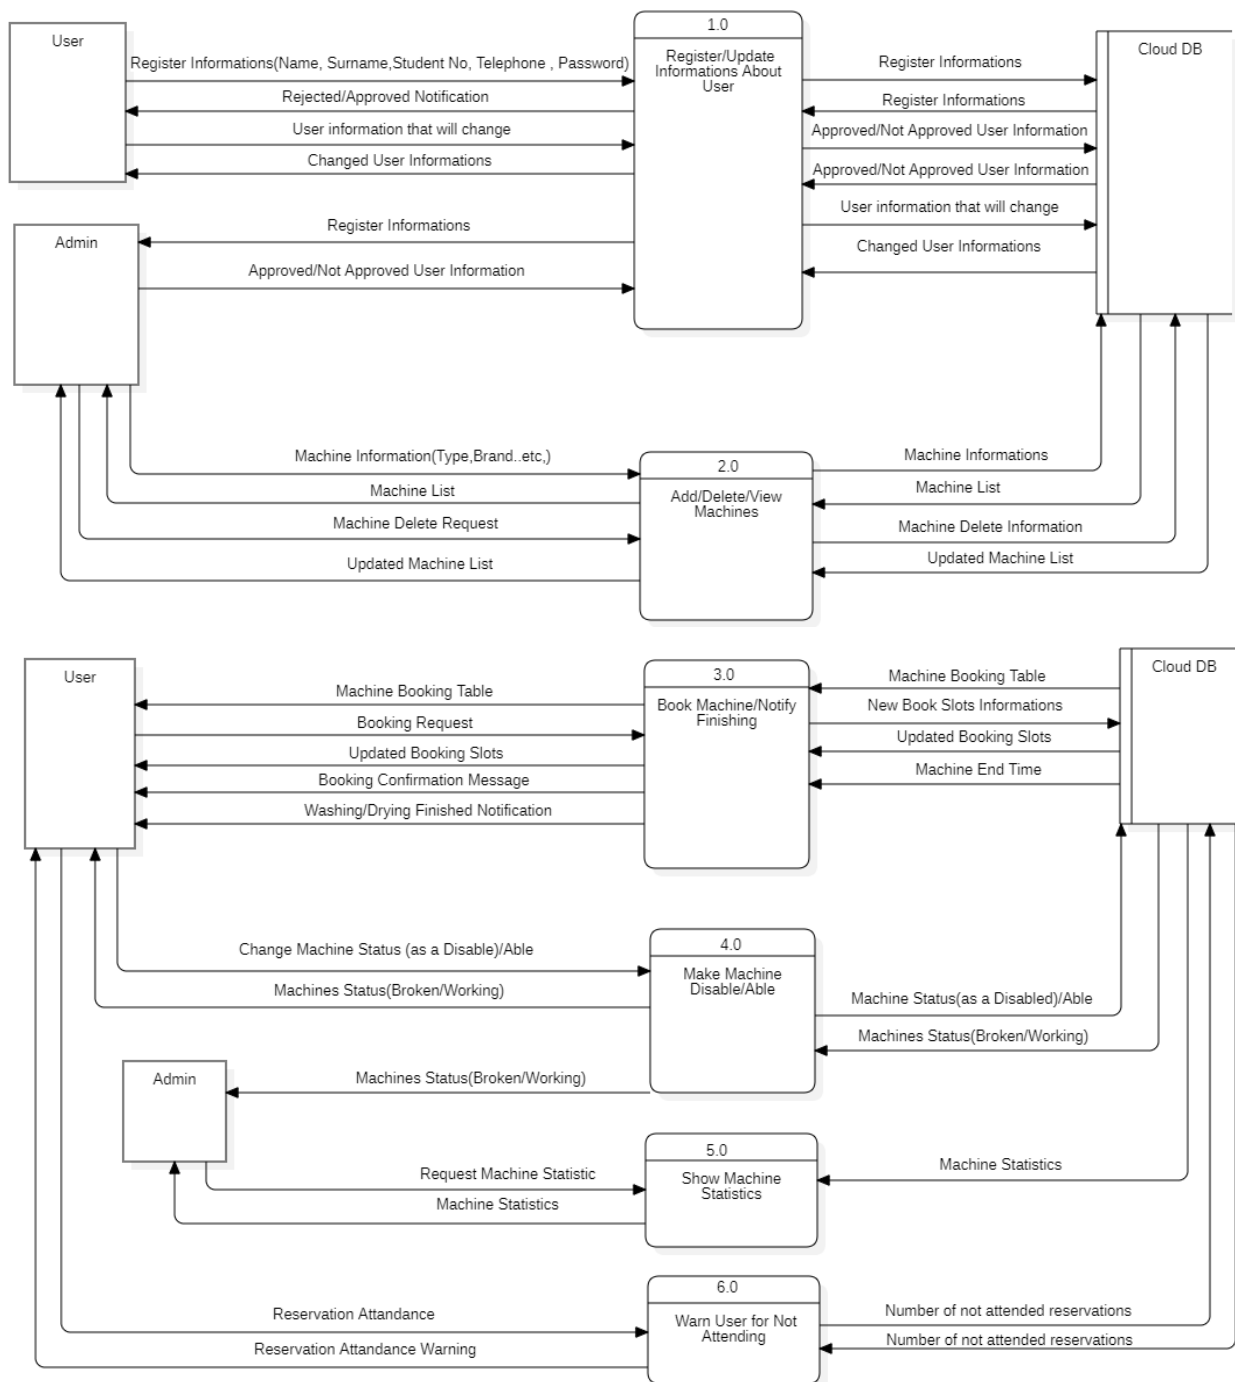 User
1.0
Cloud DB
Register Informations(Name, Surname,Student No, Telephone , Password)
Register/Update
Informations About
User
Register Informations
Rejected/Approved Notification
Register Informations
User information that will change
Approved/Not Approved User Information
Changed User Informations
Approved/Not Approved User Information
User information that will change
Admin
Register Informations
Changed User Informations
Approved/Not Approved User Information
Machine Information(Type,Brand..etc,)
2.0
Machine Informations
Machine List
Add/Delete/View
Machines
Machine List
Machine Delete Request
Machine Delete Information
Updated Machine List
Updated Machine List
User
3.0
Cloud DB
Machine Booking Table
Book Machine/Notify
Finishing
Machine Booking Table
Booking Request
New Book Slots Informations
Updated Booking Slots
Updated Booking Slots
Booking Confirmation Message
Machine End Time
Washing/Drying Finished Notification
Change Machine Status (as a Disable)/Able
4.0
Make Machine
Disable/Able
Machines Status(Broken/Working)
Machine Status(as a Disabled)/Able
Machines Status(Broken/Working)
Admin
Machines Status(Broken/Working)
5.0
Request Machine Statistic
Show Machine
Statistics
Machine Statistics
Machine Statistics
6.0
Reservation Attandance
Warn User for Not
Attending
Number of not attended reservations
Reservation Attandance Warning
Number of not attended reservations